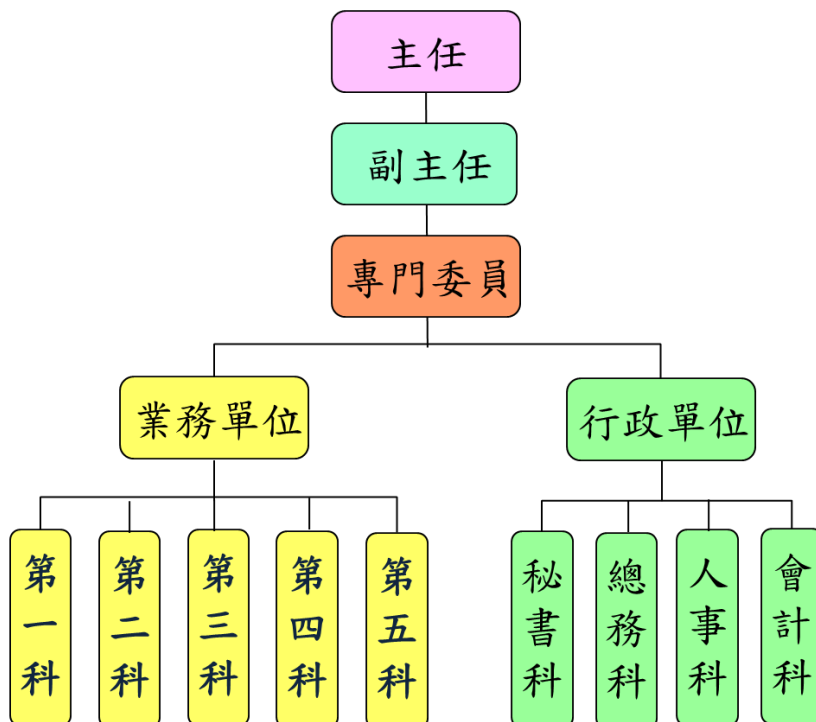 主任
副主任
專門委員
業務單位
行政單位
第一科
第二科
第三科
第四科
第五科
秘書科
總務科
人事科
會計科